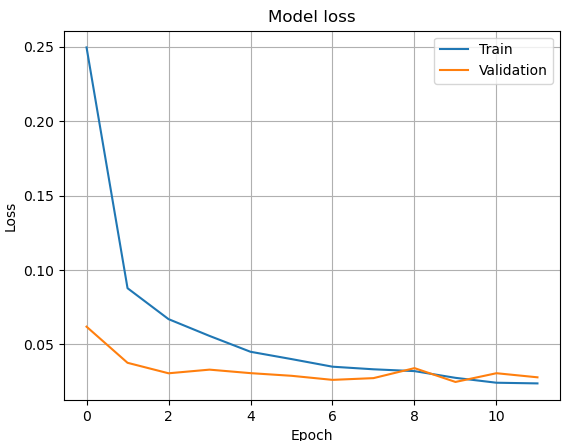 Model loss
0.25
0.20
0.15
0.10
0.05
Loss
Train
Validation
0 2 4 6 8 10
Epoch